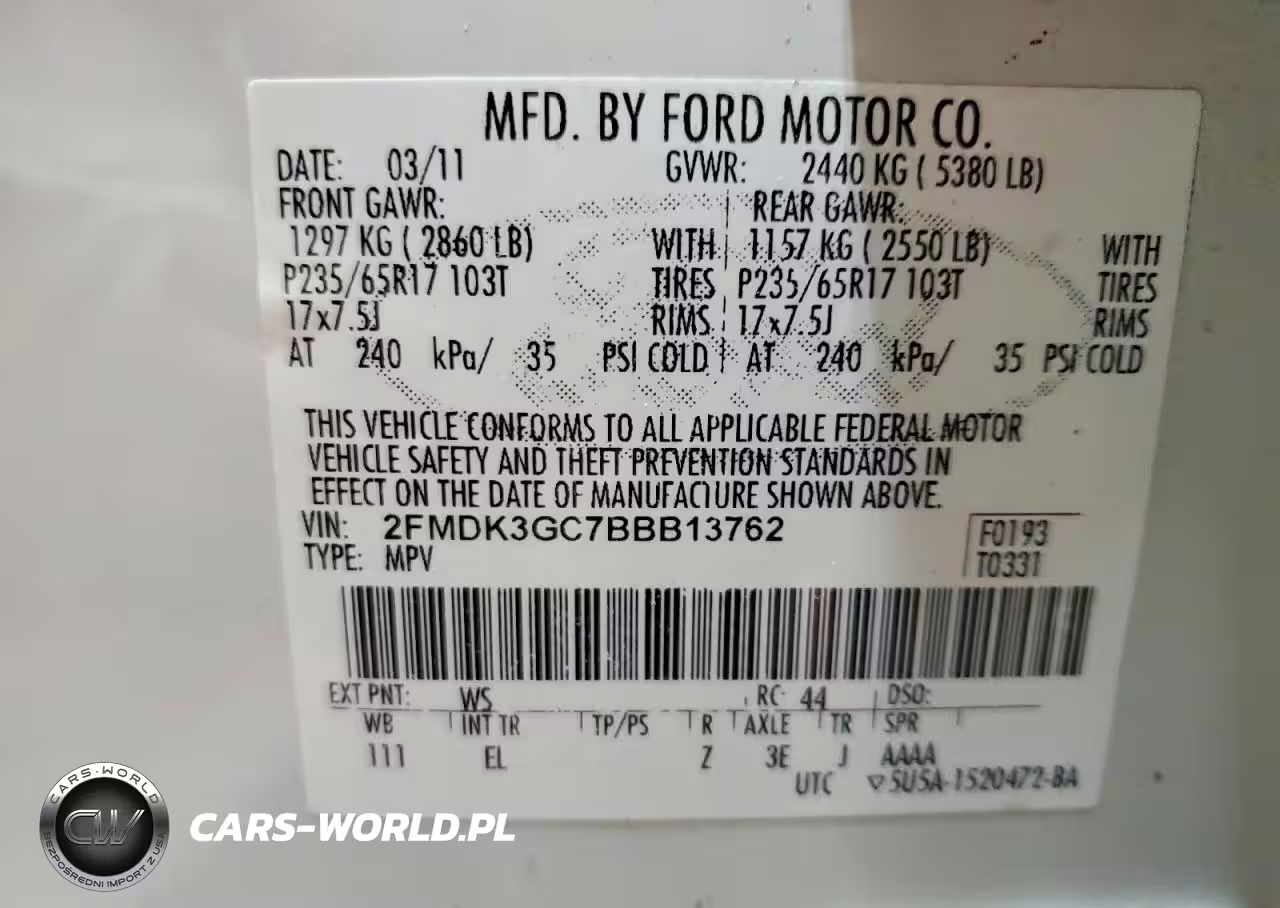 MFD. BY FORD MOTOR CO.
DATE: 03/11 GVWR: 2440 KG ( 5380 LB)
FRONT GAWR: REAR GAWR:
1297 KG ( 2860 LB) WITH 1157 KG ( 2550 LB) WITH
P235/65R17 103T TIRES P235/65R17 103T TIRES
17x7.5J RIMS 17x7.5J RIMS
AT 240 kPa/ 35 PSI COLD AT 240 kPa/ 35 PSI COLD
THIS VEHICLE CONFORMS TO ALL APPLICABLE FEDERAL MOTOR
VEHICLE SAFETY AND THEFT PREVENTION STANDARDS IN
EFFECT ON THE DATE OF MANUFACTURE SHOWN ABOVE.
VIN: 2FMDK3GC7BBB13762 F0193
TYPE: MPV T0331
EXT PNT: WS RC: 44 DSO:
WB INT TR TP/PS R AXLE TR SPR
111 EL Z 3E J AAAA
UTC 5U5A-1520472-BA
CARS-WORLD
CW
BEZPOŚREDNI IMPORT Z USA
CARS-WORLD.PL